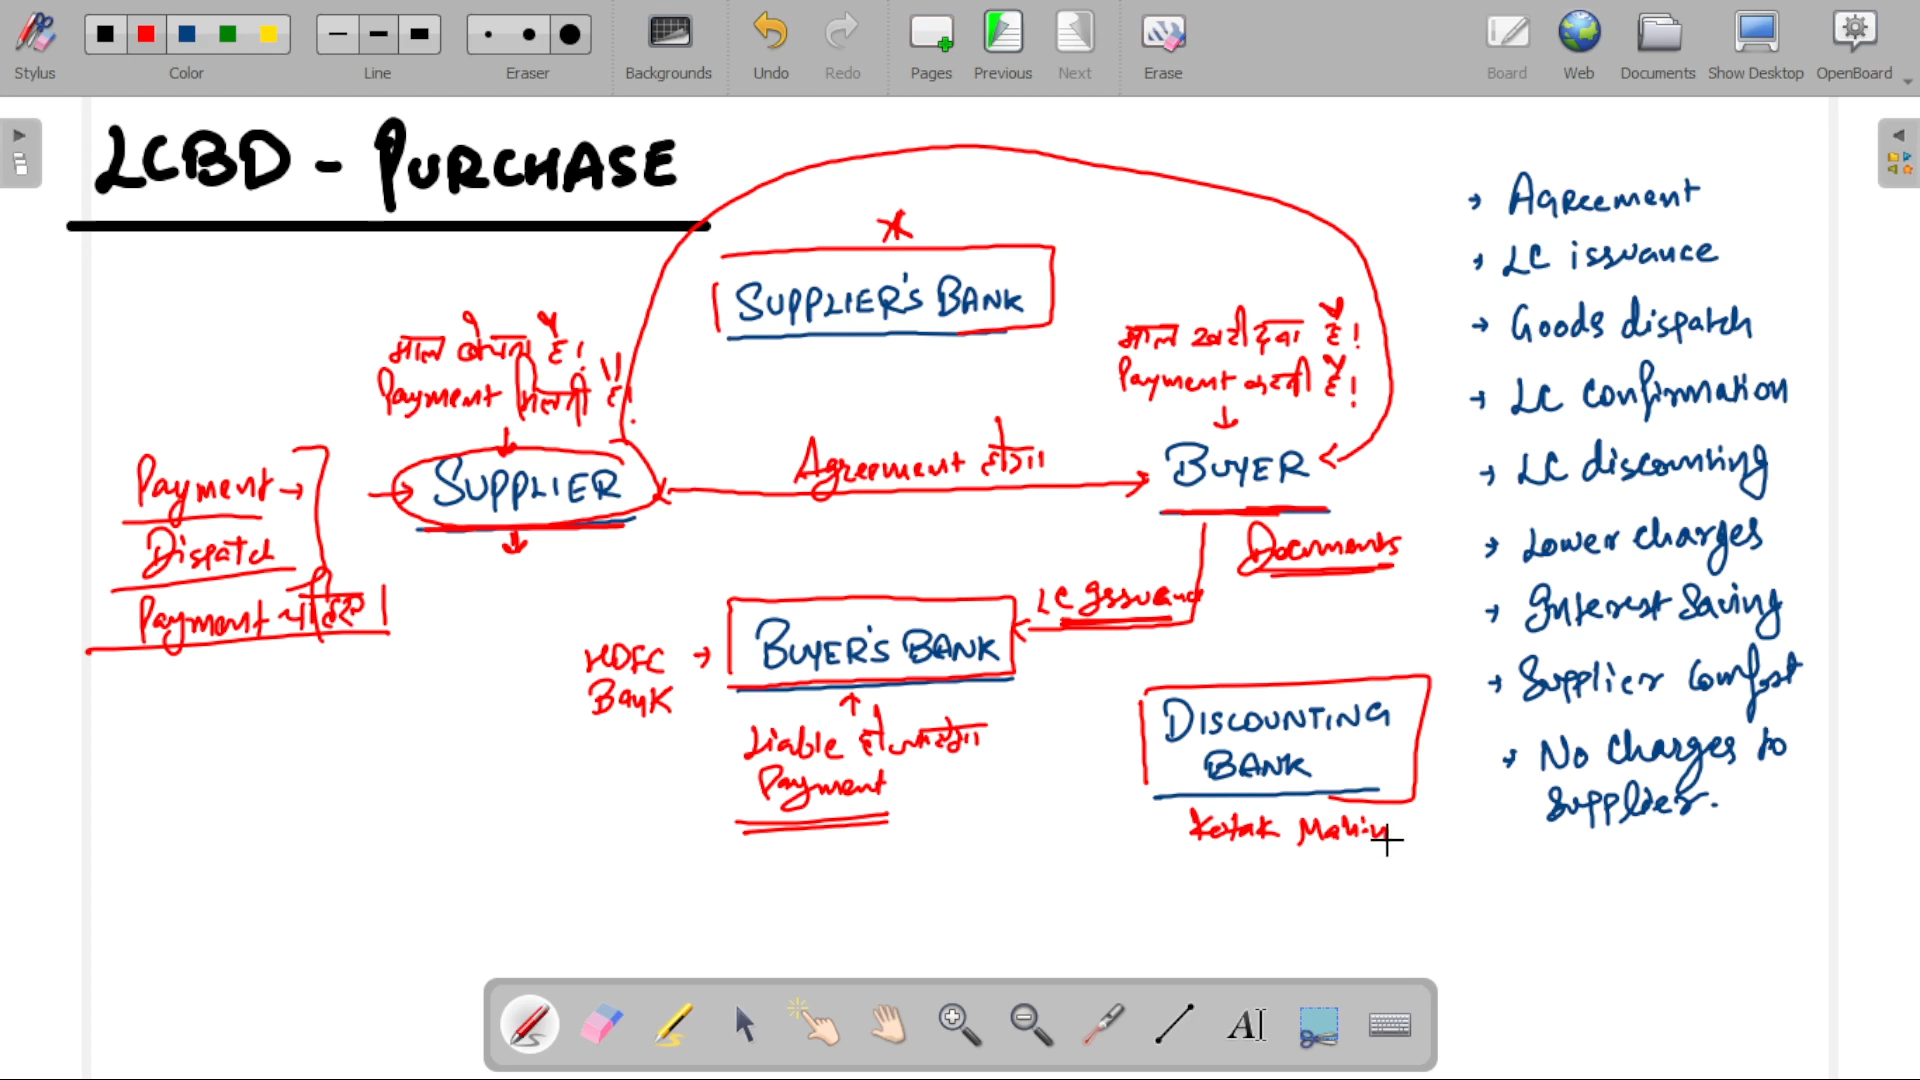 Stylus
Color
Line
Eraser
Backgrounds
Undo
Redo
Pages
Previous
Next
Erase
Board
Web
Documents
Show Desktop
OpenBoard
LCBD - PURCHASE
SUPPLIER'S BANK
माल बेचना है!
Payment मिलनी है!
SUPPLIER
Payment →
Dispatch
Payment चाहिए।
Agreement होगा
माल खरीदना है!
Payment करनी है!
BUYER
Documents
LC Issuance
BUYER'S BANK
HDFC →
Bank
Liable हो जायेगा
Payment
DISCOUNTING
BANK
Kotak Mahin
→ Agreement
→ LC issuance
→ Goods dispatch
→ LC confirmation
→ LC discounting
→ Lower charges
→ Interest Saving
→ Supplier Comfort
→ No Charges to
Supplier.